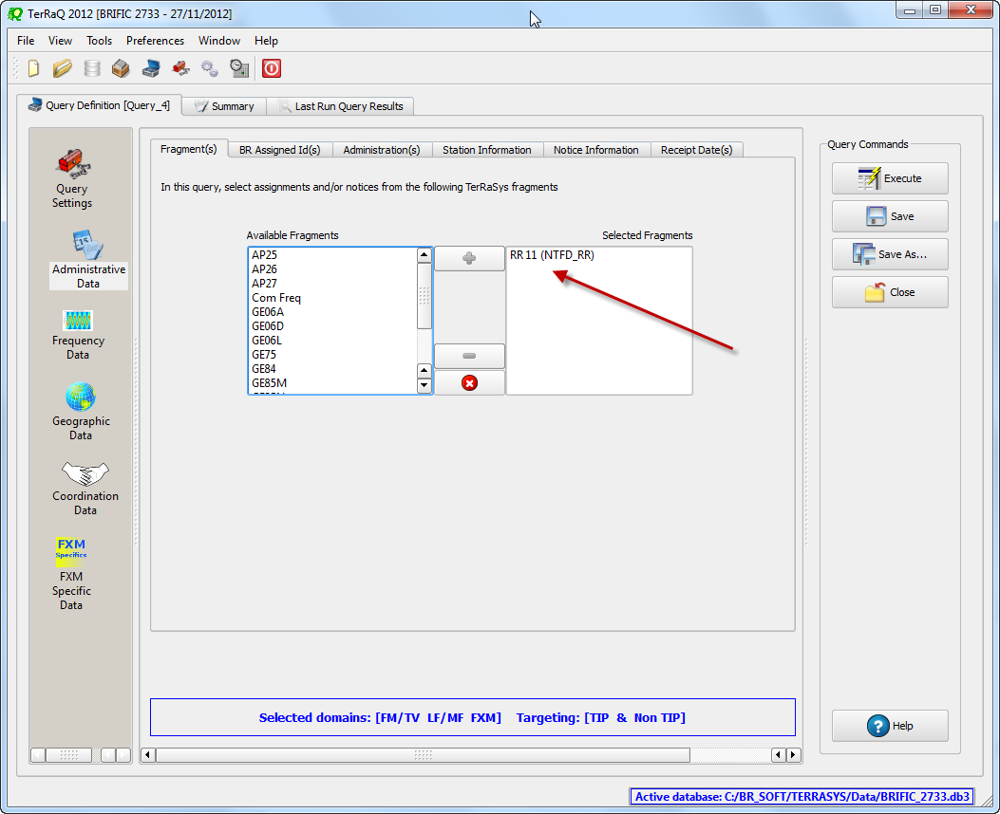 TerRaQ 2012 [BRIFIC 2733 - 27/11/2012]
File View Tools Preferences Window Help
Query Definition [Query_4] Summary Last Run Query Results
Query
Settings
Administrative
Data
Frequency
Data
Geographic
Data
Coordination
Data
FXM
Specifics
FXM
Specific
Data
Fragment(s) BR Assigned Id(s) Administration(s) Station Information Notice Information Receipt Date(s)
In this query, select assignments and/or notices from the following TerRaSys fragments
Available Fragments
AP25
AP26
AP27
Com Freq
GE06A
GE06D
GE06L
GE75
GE84
GE85M
Selected Fragments
RR 11 (NTFD_RR)
Selected domains: [FM/TV LF/MF FXM] Targeting: [TIP & Non TIP]
Query Commands
Execute
Save
Save As...
Close
Help
Active database: C:/BR_SOFT/TERRASYS/Data/BRIFIC_2733.db3